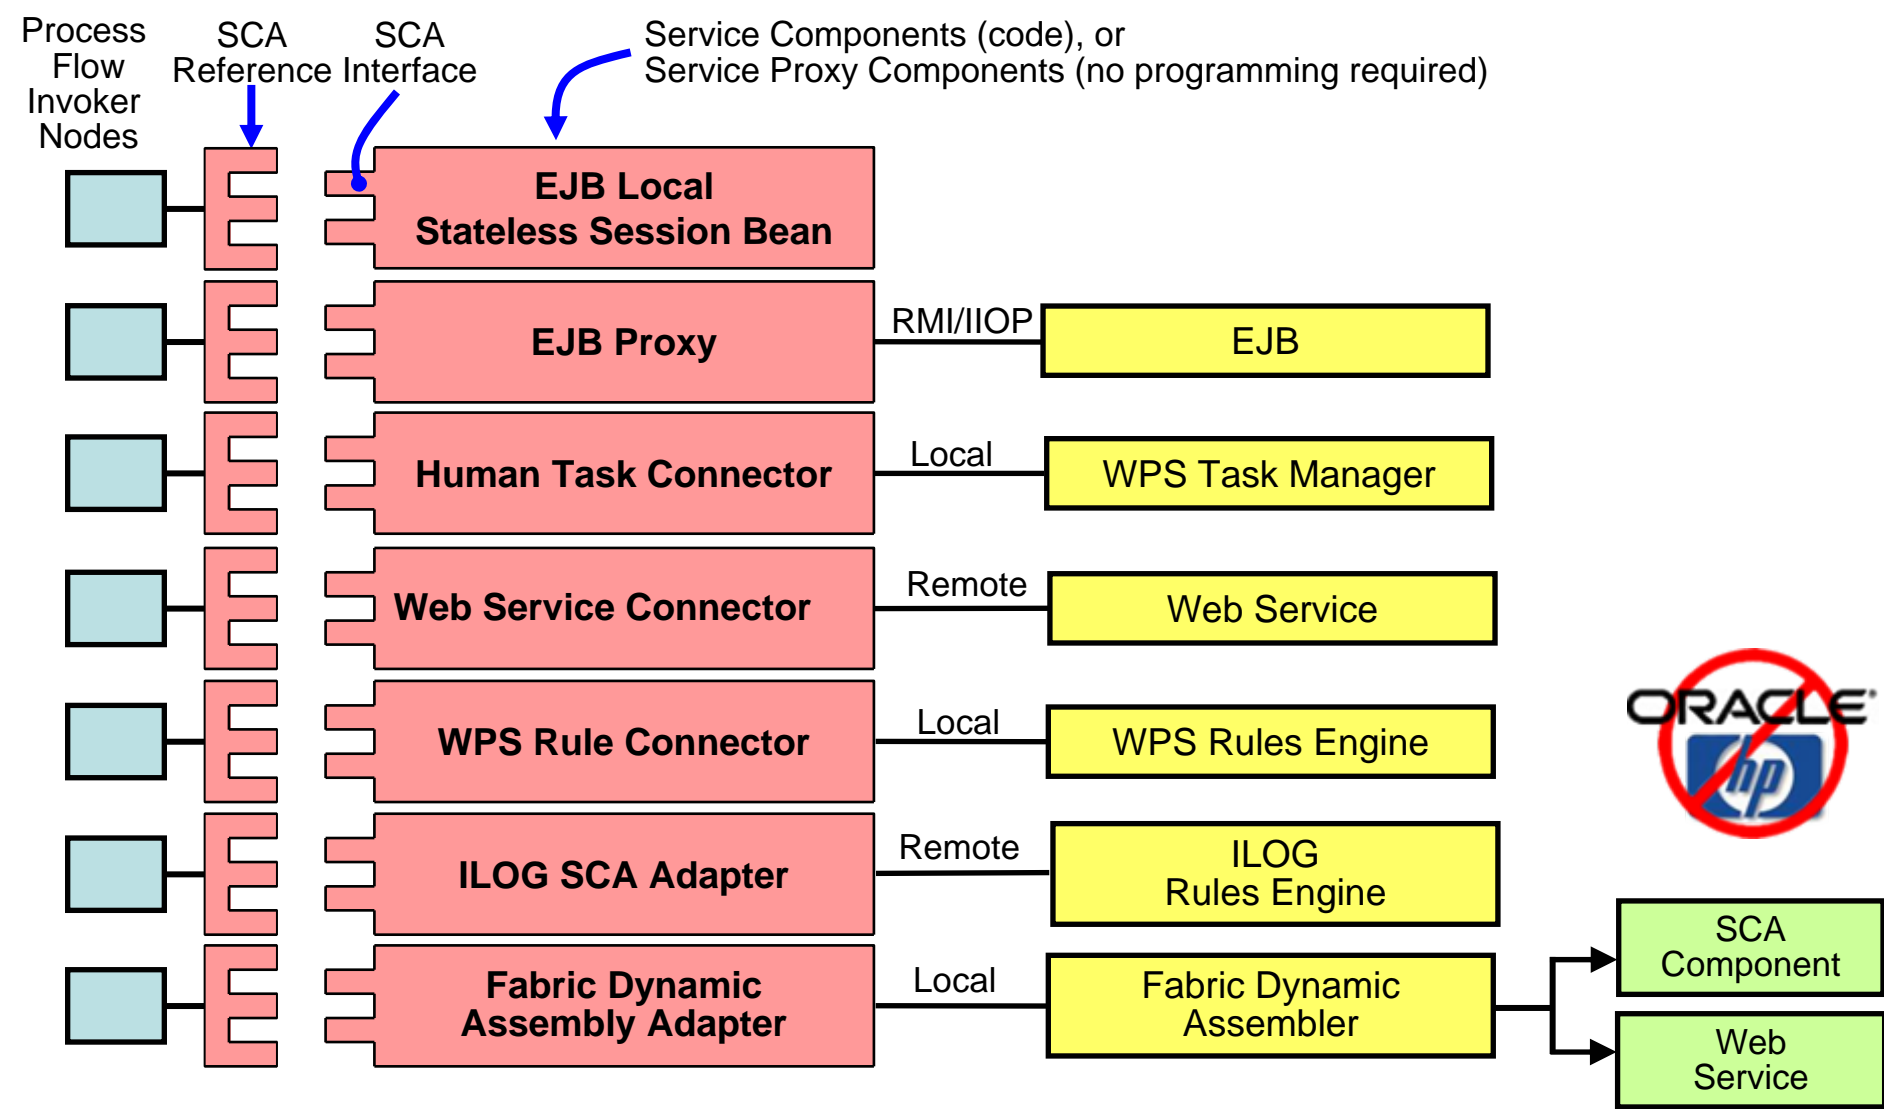 Process
Flow
Invoker
Nodes
SCA
Reference
SCA
Interface
Service Components (code), or
Service Proxy Components (no programming required)
EJB Local
Stateless Session Bean
EJB Proxy
RMI/IIOP
EJB
Human Task Connector
Local
WPS Task Manager
Web Service Connector
Remote
Web Service
WPS Rule Connector
Local
WPS Rules Engine
ORACLE
hp
ILOG SCA Adapter
Remote
ILOG
Rules Engine
Fabric Dynamic
Assembly Adapter
Local
Fabric Dynamic
Assembler
SCA
Component
Web
Service